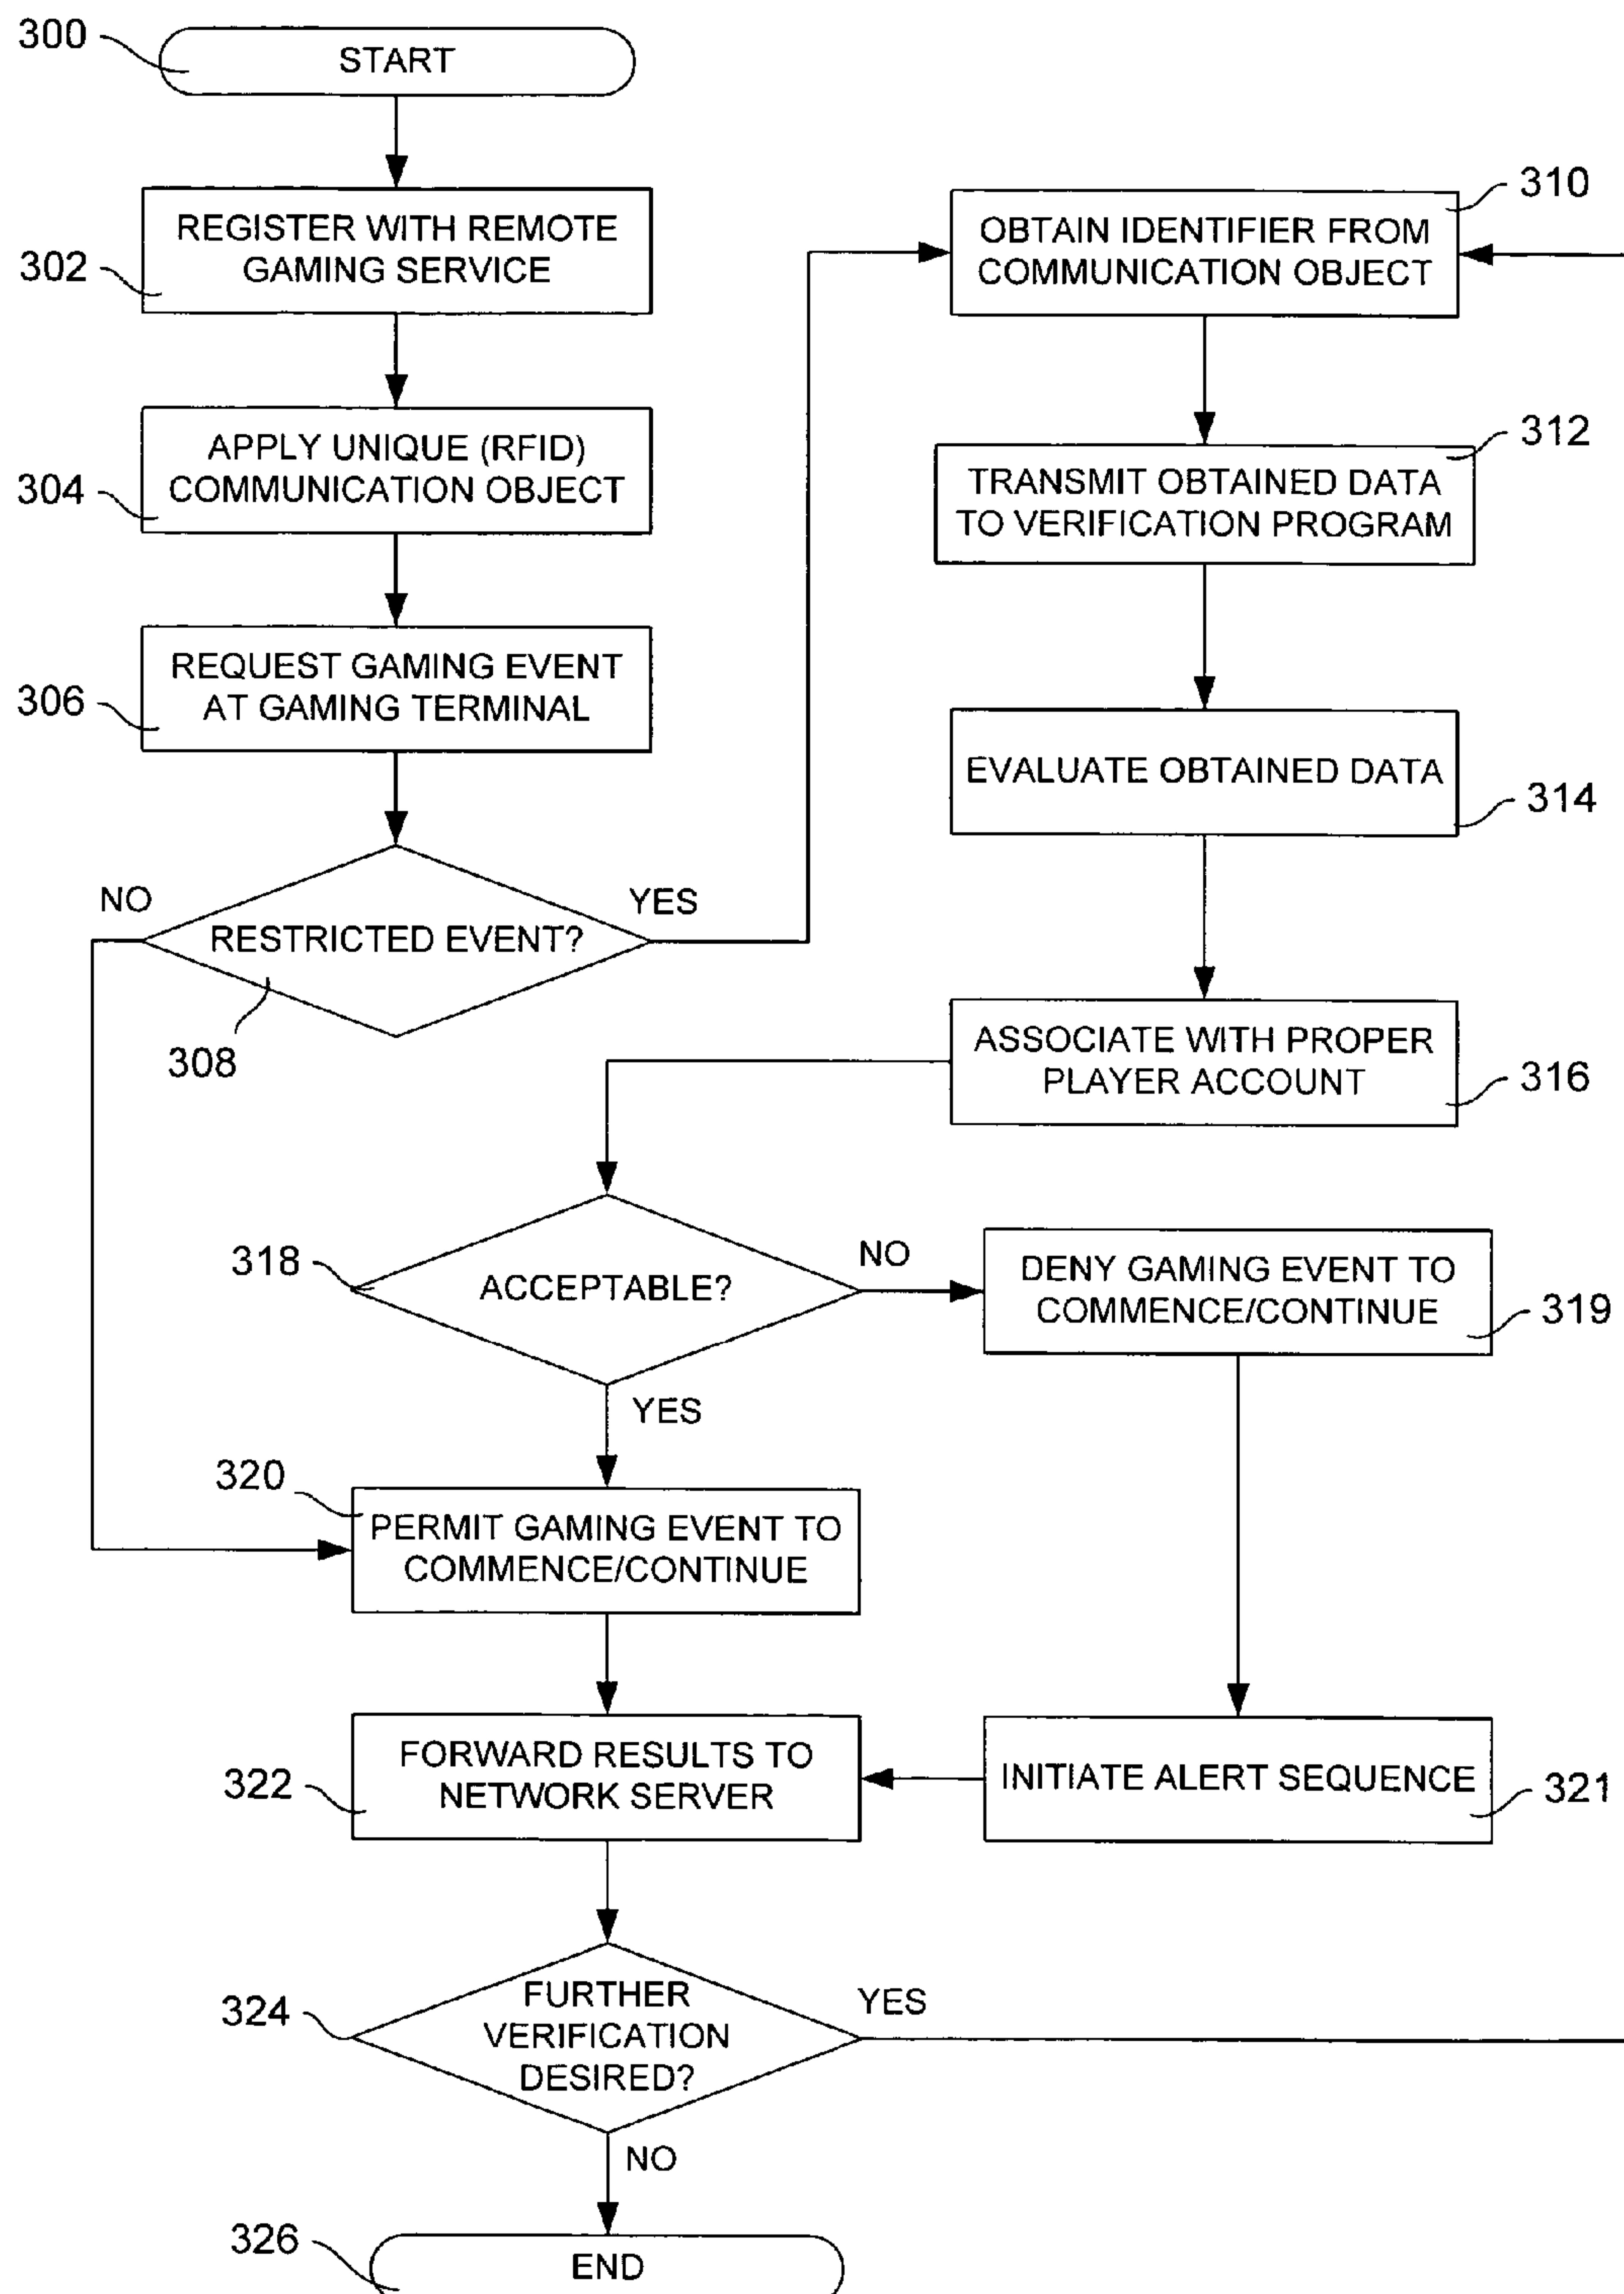 300
START
302
REGISTER WITH REMOTE
GAMING SERVICE
304
APPLY UNIQUE (RFID)
COMMUNICATION OBJECT
306
REQUEST GAMING EVENT
AT GAMING TERMINAL
NO
YES
RESTRICTED EVENT?
308
310
OBTAIN IDENTIFIER FROM
COMMUNICATION OBJECT
312
TRANSMIT OBTAINED DATA
TO VERIFICATION PROGRAM
EVALUATE OBTAINED DATA
314
ASSOCIATE WITH PROPER
PLAYER ACCOUNT
316
318
ACCEPTABLE?
NO
YES
DENY GAMING EVENT TO
COMMENCE/CONTINUE
319
320
PERMIT GAMING EVENT TO
COMMENCE/CONTINUE
322
FORWARD RESULTS TO
NETWORK SERVER
INITIATE ALERT SEQUENCE
321
324
FURTHER
VERIFICATION
DESIRED?
YES
NO
326
END